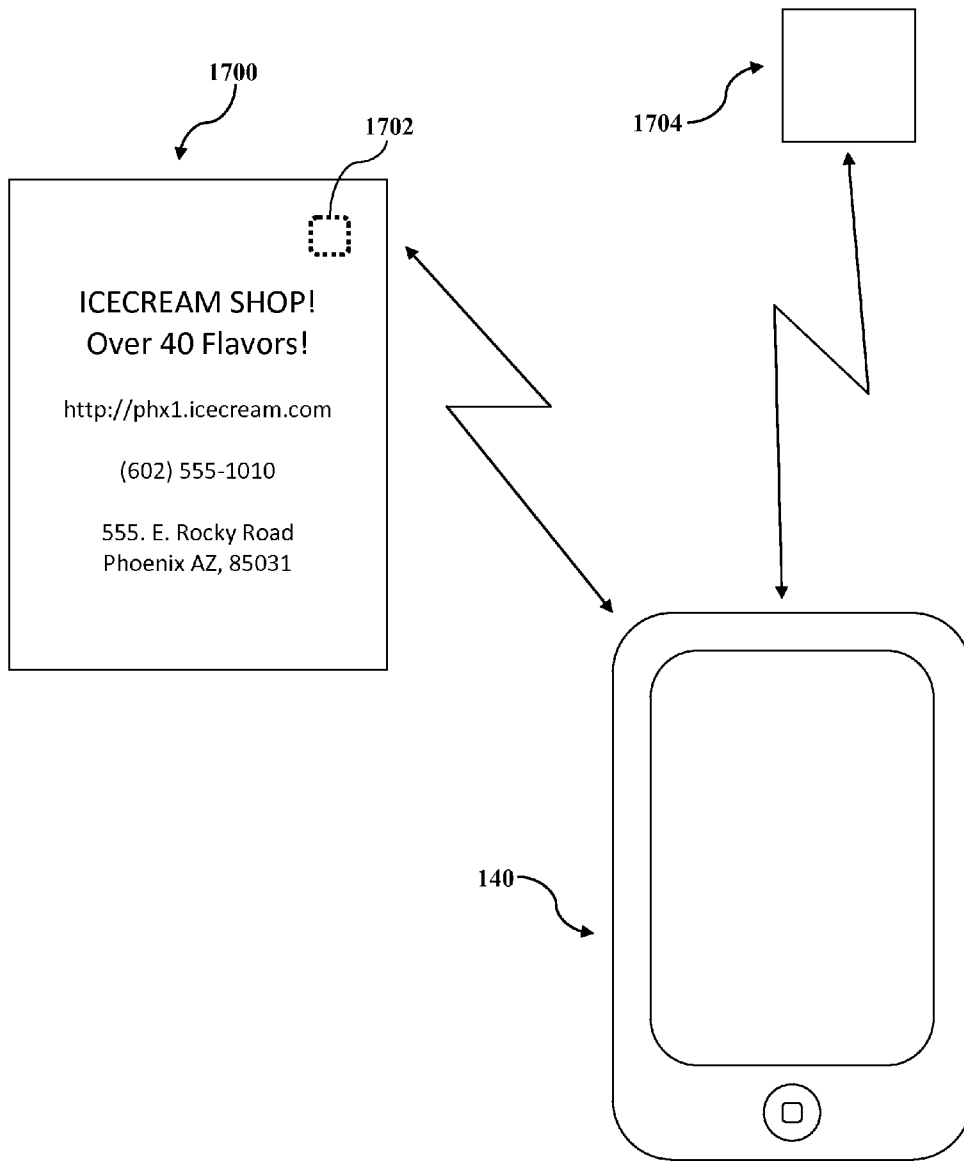 1700
1702
1704
ICECREAM SHOP!
Over 40 Flavors!
http://phx1.icecream.com
(602) 555-1010
555. E. Rocky Road
Phoenix AZ, 85031
140